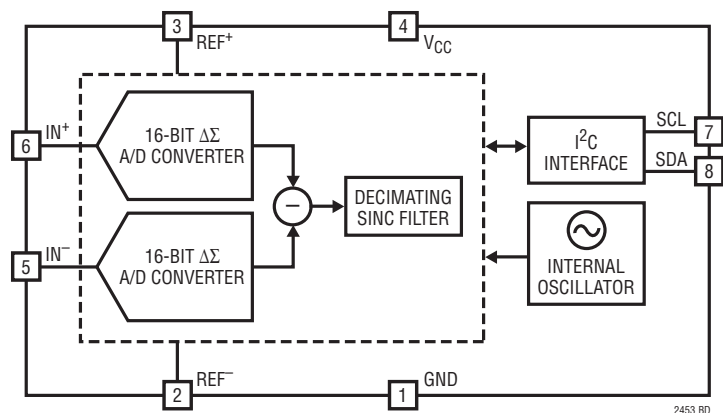 3
REF⁺
4
VCC
6
IN⁺
16-BIT ΔΣ
A/D CONVERTER
−
DECIMATING
SINC FILTER
I²C
INTERFACE
SCL
7
SDA
8
5
IN⁻
16-BIT ΔΣ
A/D CONVERTER
INTERNAL
OSCILLATOR
2
REF⁻
1
GND
2453 BD